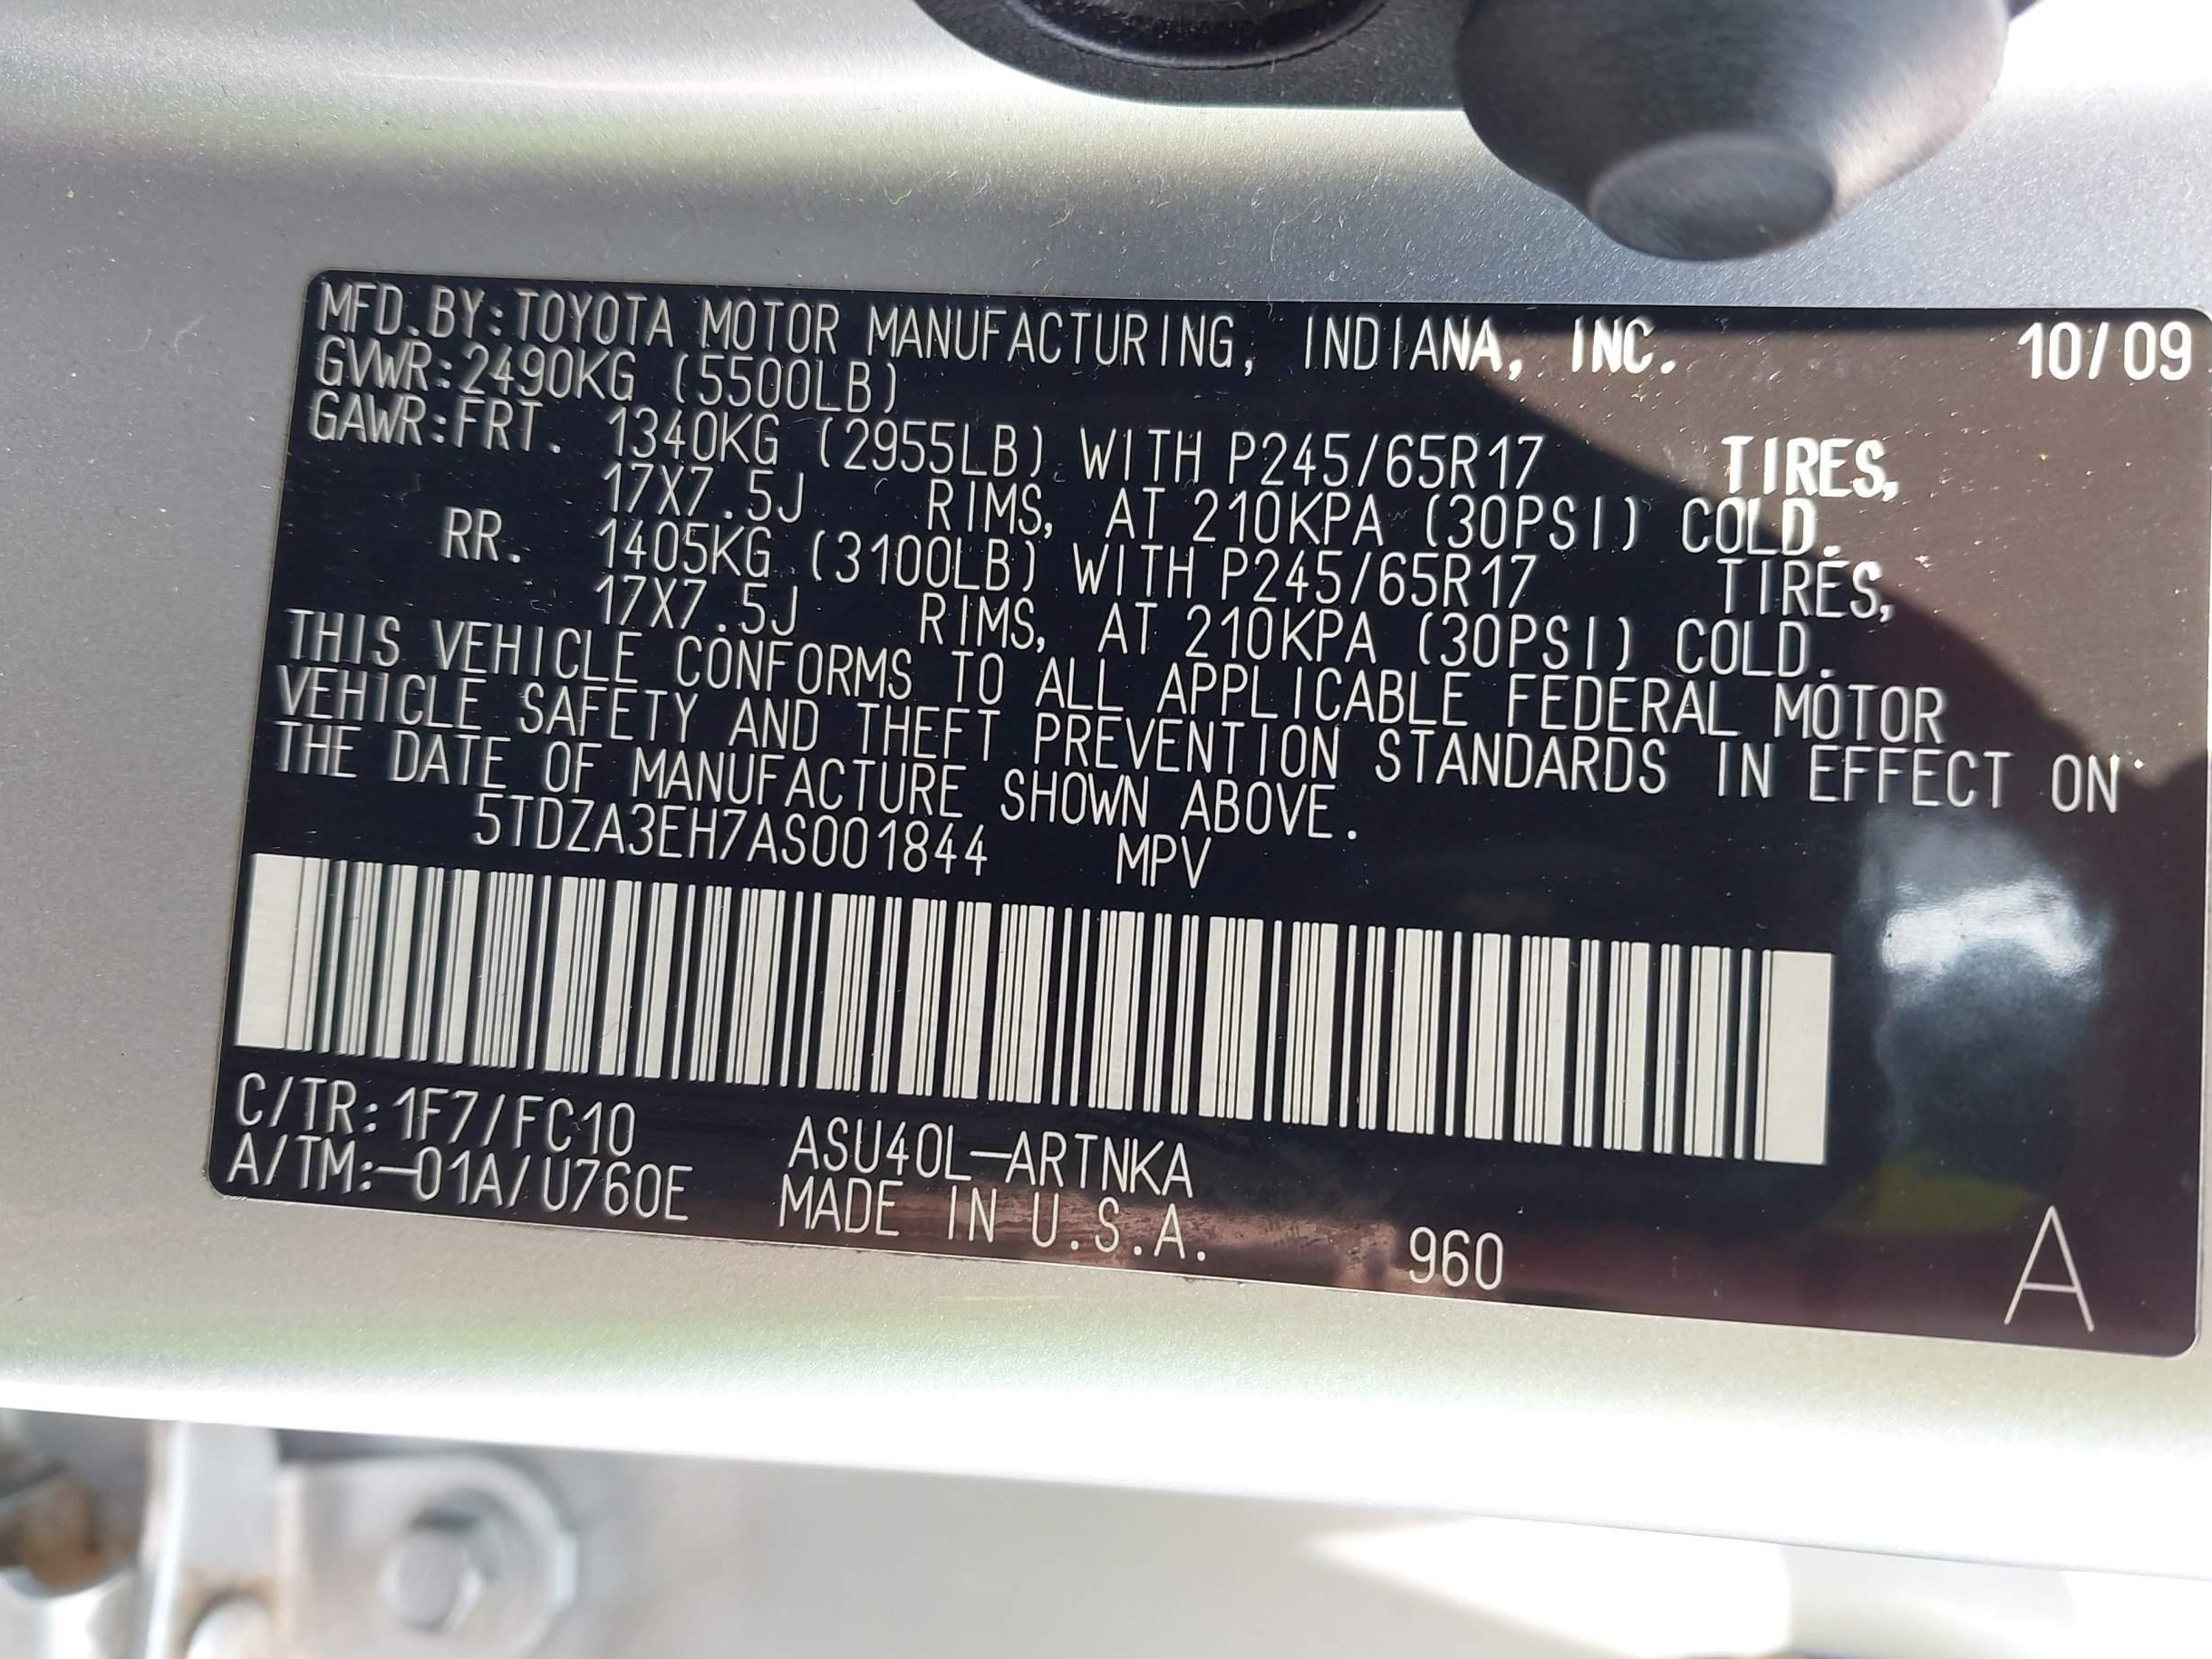 MFD.BY:TOYOTA MOTOR MANUFACTURING, INDIANA, INC. 10/09
GVWR:2490KG (5500LB)
GAWR:FRT. 1340KG (2955LB) WITH P245/65R17 TIRES,
17X7.5J RIMS, AT 210KPA (30PSI) COLD.
RR. 1405KG (3100LB) WITH P245/65R17 TIRES,
17X7.5J RIMS, AT 210KPA (30PSI) COLD.
THIS VEHICLE CONFORMS TO ALL APPLICABLE FEDERAL MOTOR
VEHICLE SAFETY AND THEFT PREVENTION STANDARDS IN EFFECT ON
THE DATE OF MANUFACTURE SHOWN ABOVE.
5TDZA3EH7AS001844 MPV
C/TR:1F7/FC10 ASU40L-ARTNKA
A/TM:-01A/U760E MADE IN U.S.A. 960 A